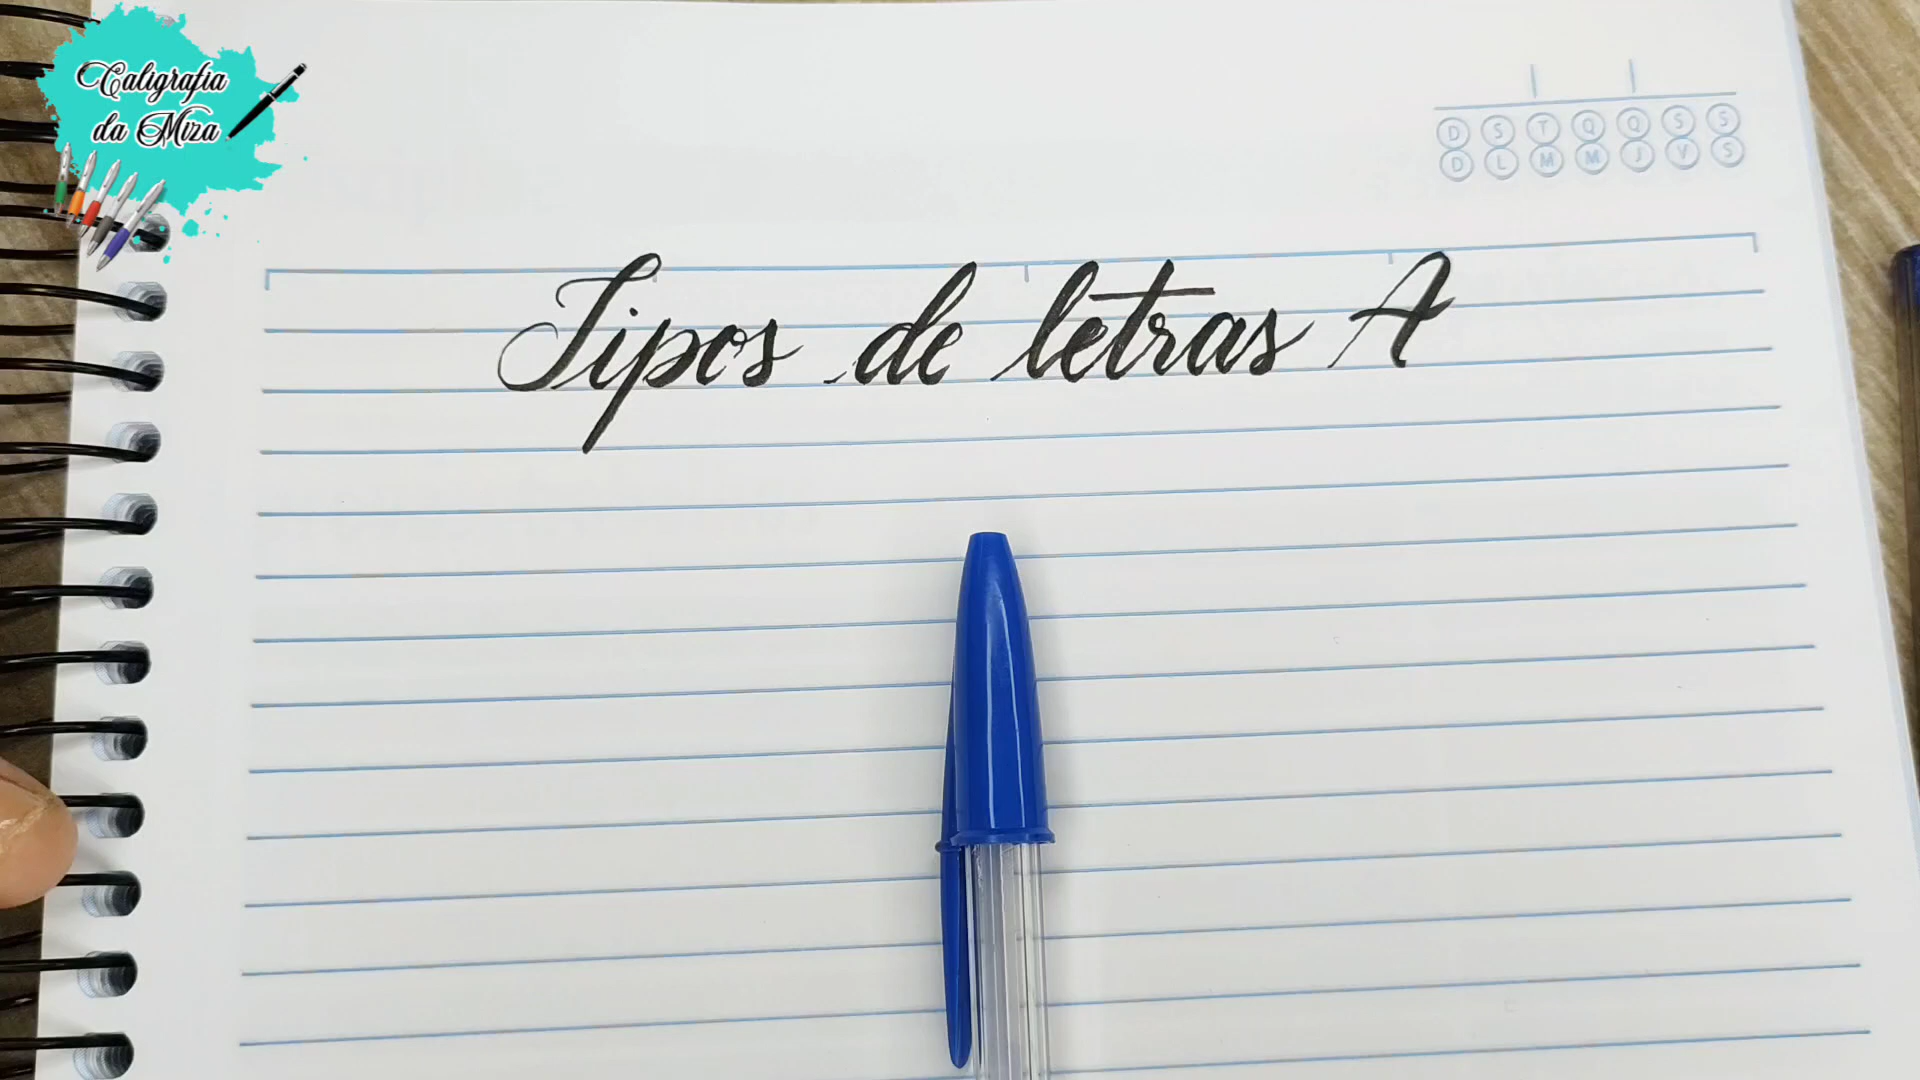 Caligrafia
da Miza
D S T Q Q S S
D L M M J V S
Tipos de letras A